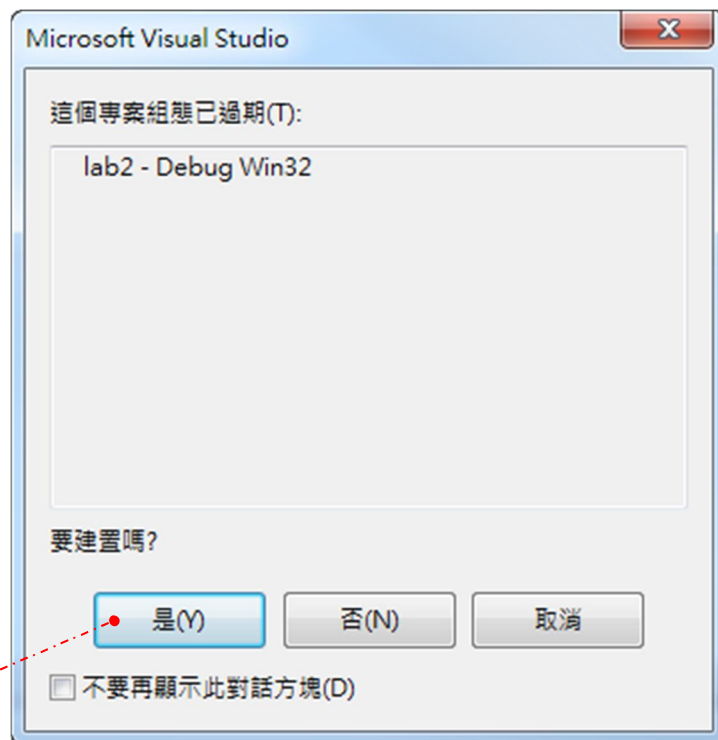 Microsoft Visual Studio
這個專案組態已過期(T):
lab2 - Debug Win32
要建置嗎?
是(Y) 否(N) 取消
不要再顯示此對話方塊(D)